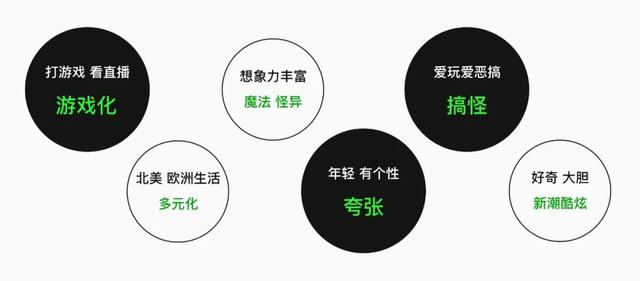 打游戏 看直播
游戏化
想象力丰富
魔法 怪异
爱玩爱恶搞
搞怪
北美 欧洲生活
多元化
年轻 有个性
夸张
好奇 大胆
新潮酷炫